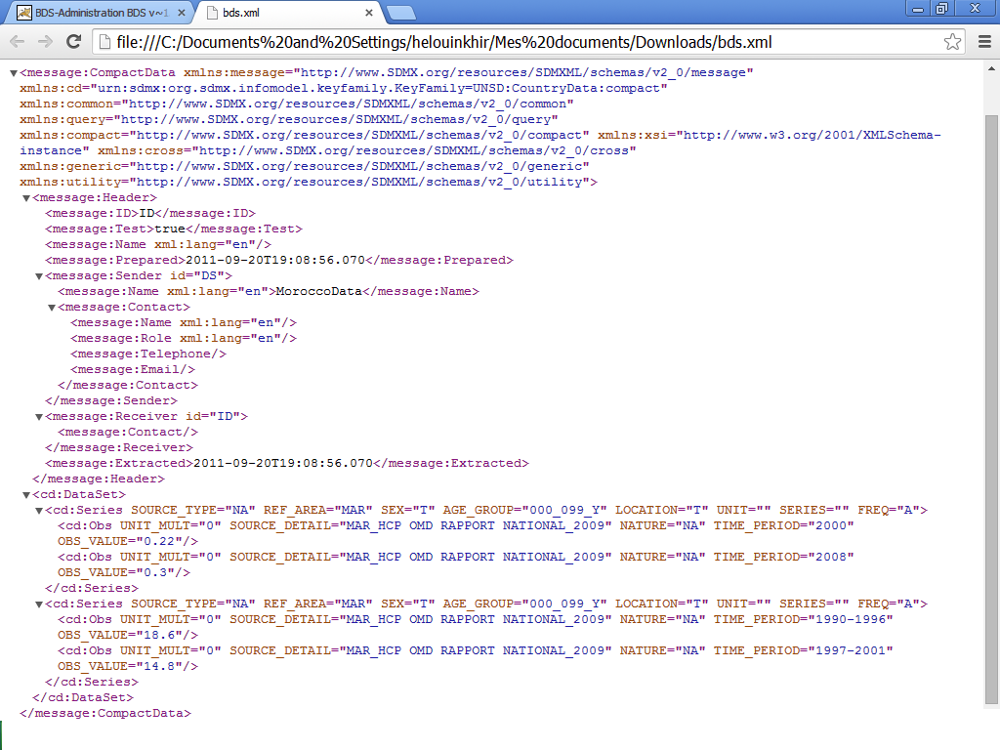 BDS-Administration BDS v~1
bds.xml
file:///C:/Documents%20and%20Settings/helouinkhir/Mes%20documents/Downloads/bds.xml
<message:CompactData xmlns:message="http://www.SDMX.org/resources/SDMXML/schemas/v2_0/message"
xmlns:cd="urn:sdmx:org.sdmx.infomodel.keyfamily.KeyFamily=UNSD:CountryData:compact"
xmlns:common="http://www.SDMX.org/resources/SDMXML/schemas/v2_0/common"
xmlns:query="http://www.SDMX.org/resources/SDMXML/schemas/v2_0/query"
xmlns:compact="http://www.SDMX.org/resources/SDMXML/schemas/v2_0/compact" xmlns:xsi="http://www.w3.org/2001/XMLSchema-
instance" xmlns:cross="http://www.SDMX.org/resources/SDMXML/schemas/v2_0/cross"
xmlns:generic="http://www.SDMX.org/resources/SDMXML/schemas/v2_0/generic"
xmlns:utility="http://www.SDMX.org/resources/SDMXML/schemas/v2_0/utility">
<message:Header>
<message:ID>ID</message:ID>
<message:Test>true</message:Test>
<message:Name xml:lang="en"/>
<message:Prepared>2011-09-20T19:08:56.070</message:Prepared>
<message:Sender id="DS">
<message:Name xml:lang="en">MoroccoData</message:Name>
<message:Contact>
<message:Name xml:lang="en"/>
<message:Role xml:lang="en"/>
<message:Telephone/>
<message:Email/>
</message:Contact>
</message:Sender>
<message:Receiver id="ID">
<message:Contact/>
</message:Receiver>
<message:Extracted>2011-09-20T19:08:56.070</message:Extracted>
</message:Header>
<cd:DataSet>
<cd:Series SOURCE_TYPE="NA" REF_AREA="MAR" SEX="T" AGE_GROUP="000_099_Y" LOCATION="T" UNIT="" SERIES="" FREQ="A">
<cd:Obs UNIT_MULT="0" SOURCE_DETAIL="MAR_HCP OMD RAPPORT NATIONAL_2009" NATURE="NA" TIME_PERIOD="2000"
OBS_VALUE="0.22"/>
<cd:Obs UNIT_MULT="0" SOURCE_DETAIL="MAR_HCP OMD RAPPORT NATIONAL_2009" NATURE="NA" TIME_PERIOD="2008"
OBS_VALUE="0.3"/>
</cd:Series>
<cd:Series SOURCE_TYPE="NA" REF_AREA="MAR" SEX="T" AGE_GROUP="000_099_Y" LOCATION="T" UNIT="" SERIES="" FREQ="A">
<cd:Obs UNIT_MULT="0" SOURCE_DETAIL="MAR_HCP OMD RAPPORT NATIONAL_2009" NATURE="NA" TIME_PERIOD="1990-1996"
OBS_VALUE="18.6"/>
<cd:Obs UNIT_MULT="0" SOURCE_DETAIL="MAR_HCP OMD RAPPORT NATIONAL_2009" NATURE="NA" TIME_PERIOD="1997-2001"
OBS_VALUE="14.8"/>
</cd:Series>
</cd:DataSet>
</message:CompactData>